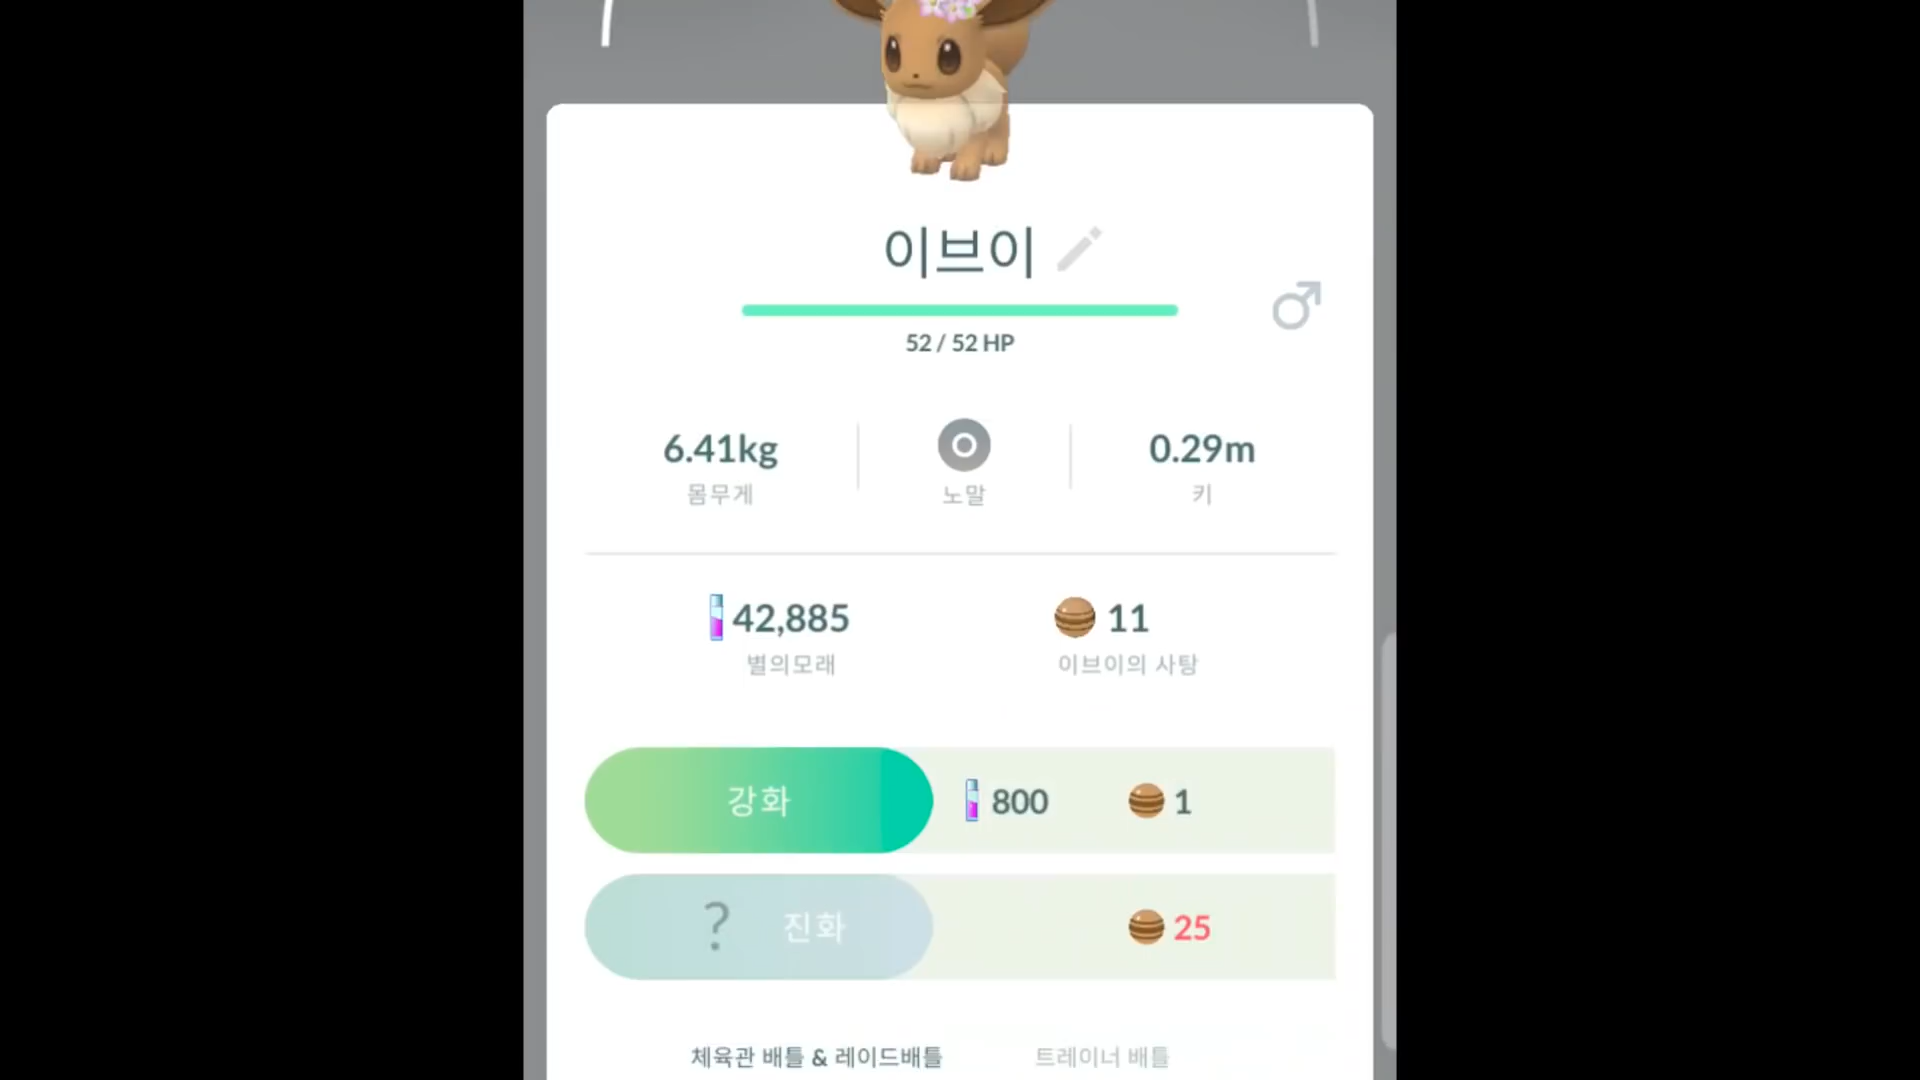 이브이
52 / 52 HP
6.41kg
몸무게
노말
0.29m
키
42,885
별의모래
11
이브이의 사탕
강화 800 1
? 진화 25
체육관 배틀 & 레이드배틀
트레이너 배틀